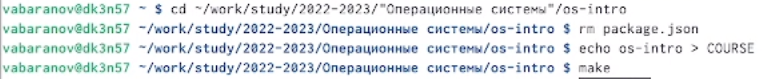 vabaranov@dk3n57 ~ $ cd ~/work/study/2022-2023/"Операционные системы"/os-intro
vabaranov@dk3n57 ~/work/study/2022-2023/Операционные системы/os-intro $ rm package.json
vabaranov@dk3n57 ~/work/study/2022-2023/Операционные системы/os-intro $ echo os-intro > COURSE
vabaranov@dk3n57 ~/work/study/2022-2023/Операционные системы/os-intro $ make